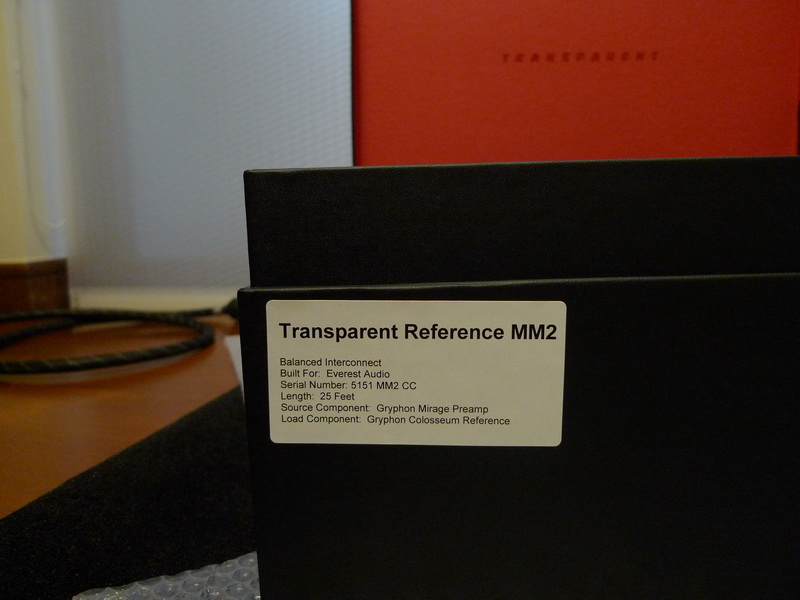 TRANSPARENT
Transparent Reference MM2
Balanced Interconnect
Built For: Everest Audio
Serial Number: 5151 MM2 CC
Length: 25 Feet
Source Component: Gryphon Mirage Preamp
Load Component: Gryphon Colosseum Reference